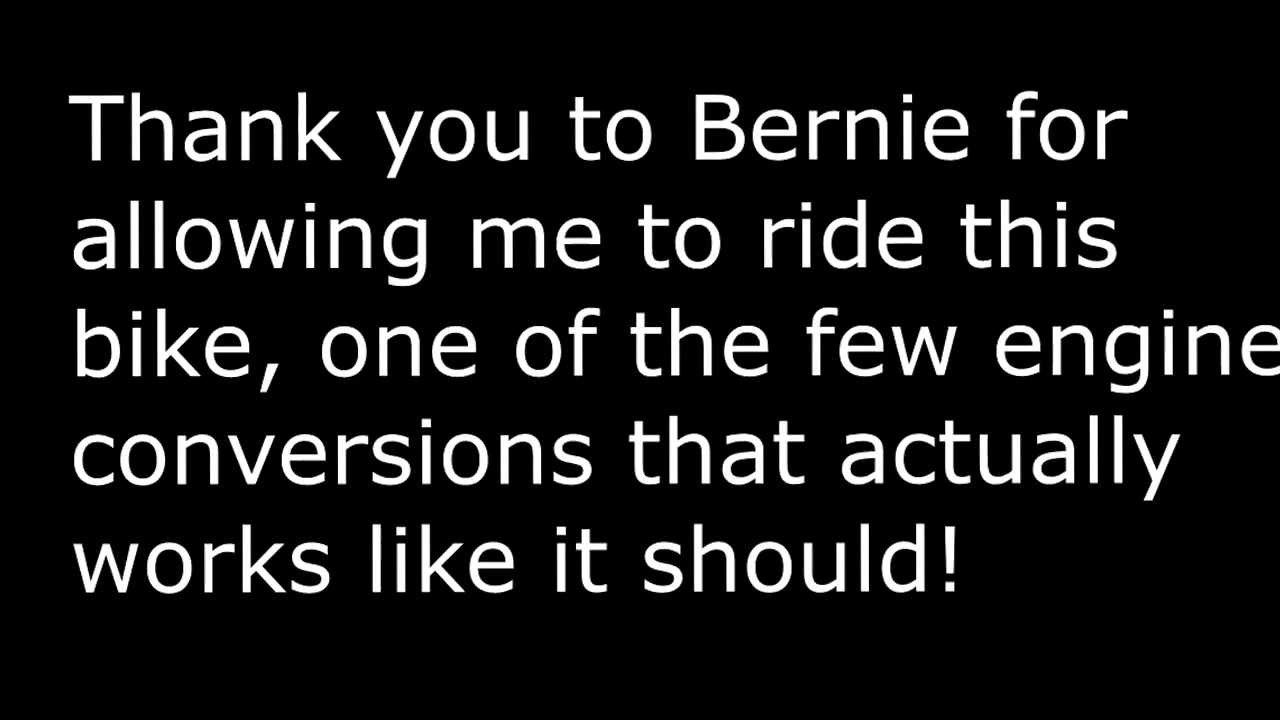 Thank you to Bernie for
allowing me to ride this
bike, one of the few engine
conversions that actually
works like it should!